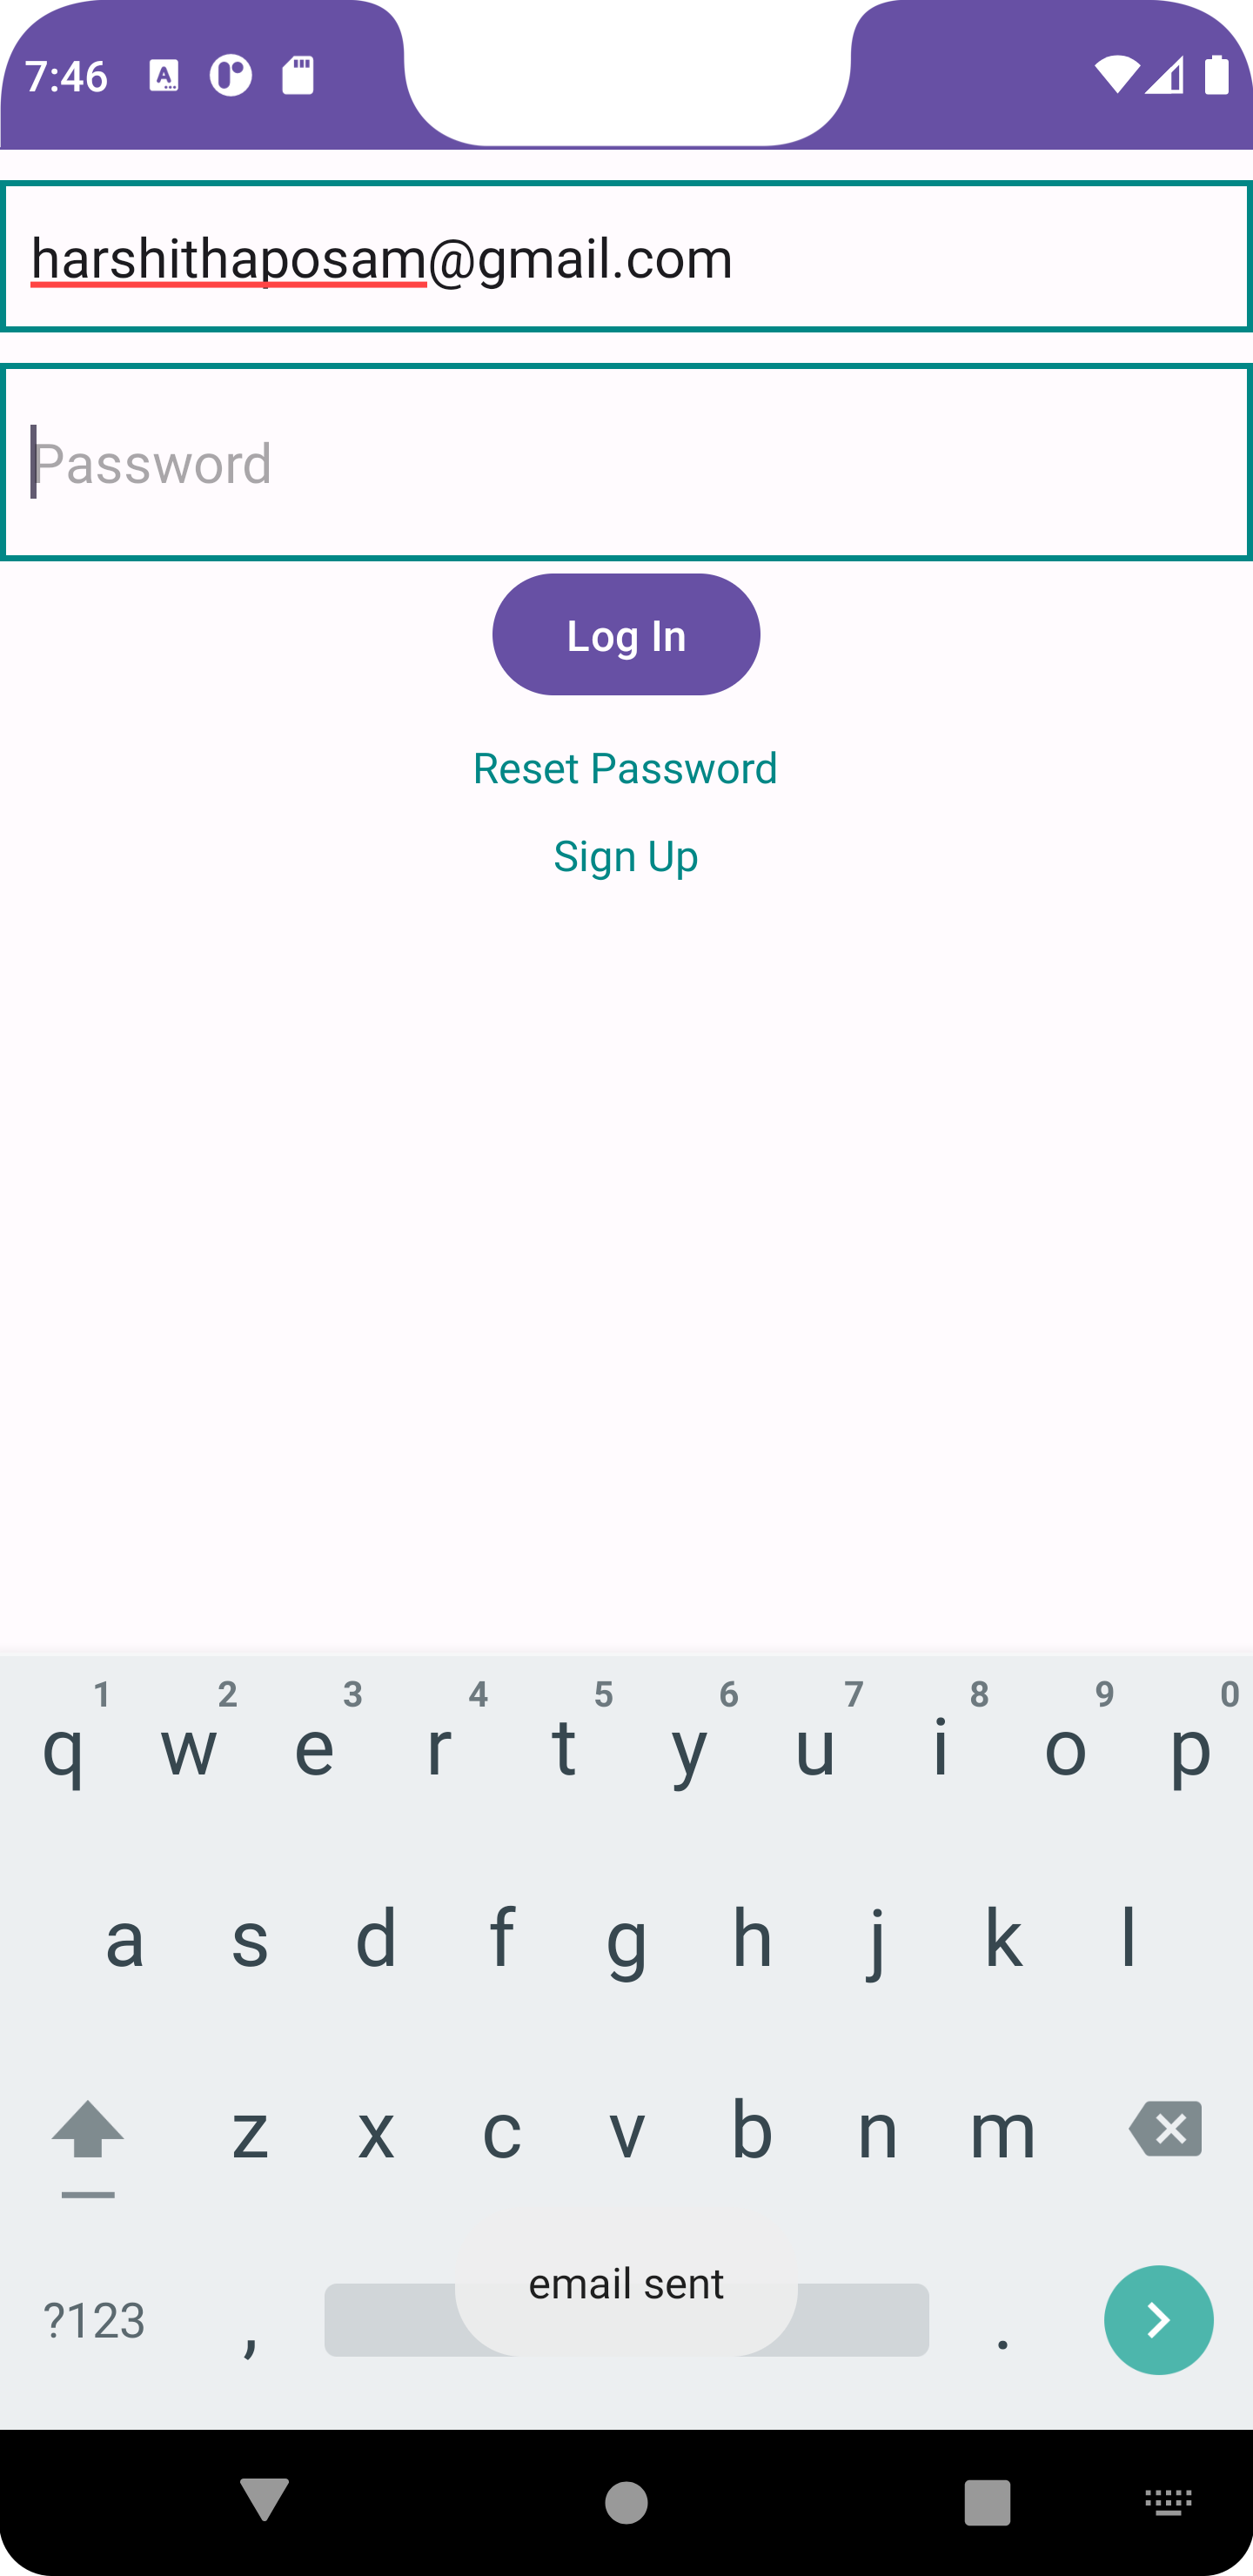 7:46
harshithaposam@gmail.com
Password
Log In
Reset Password
Sign Up
1 2 3 4 5 6 7 8 9 0
q w e r t y u i o p
a s d f g h j k l
z x c v b n m
email sent
?123 , .